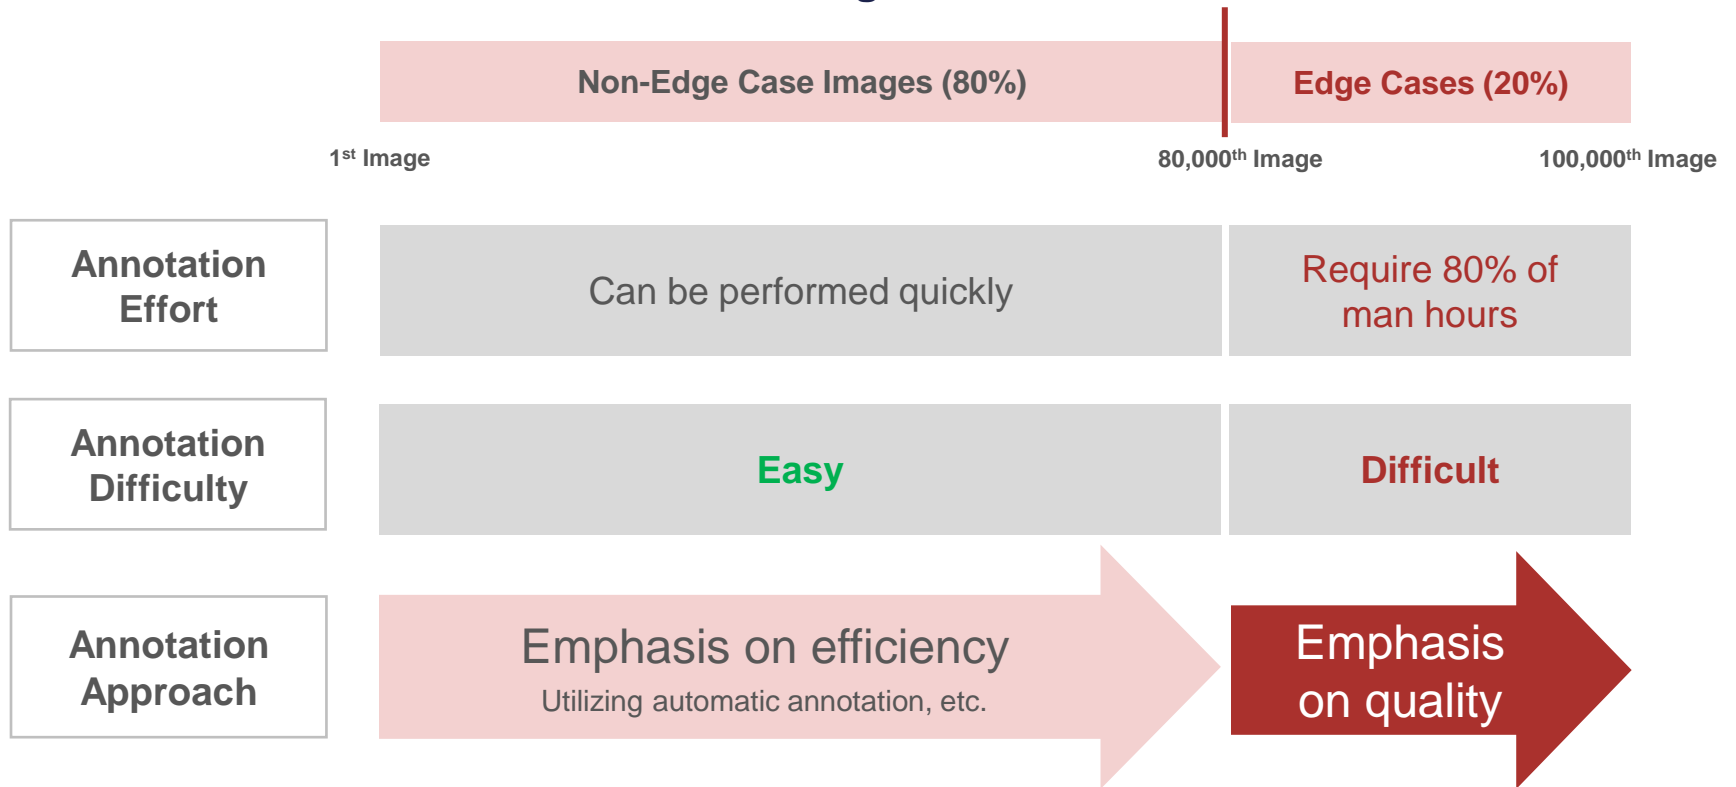 Non-Edge Case Images (80%)
Edge Cases (20%)
1st Image
80,000th Image
100,000th Image
Annotation
Effort
Can be performed quickly
Require 80% of
man hours
Annotation
Difficulty
Easy
Difficult
Annotation
Approach
Emphasis on efficiency
Utilizing automatic annotation, etc.
Emphasis
on quality